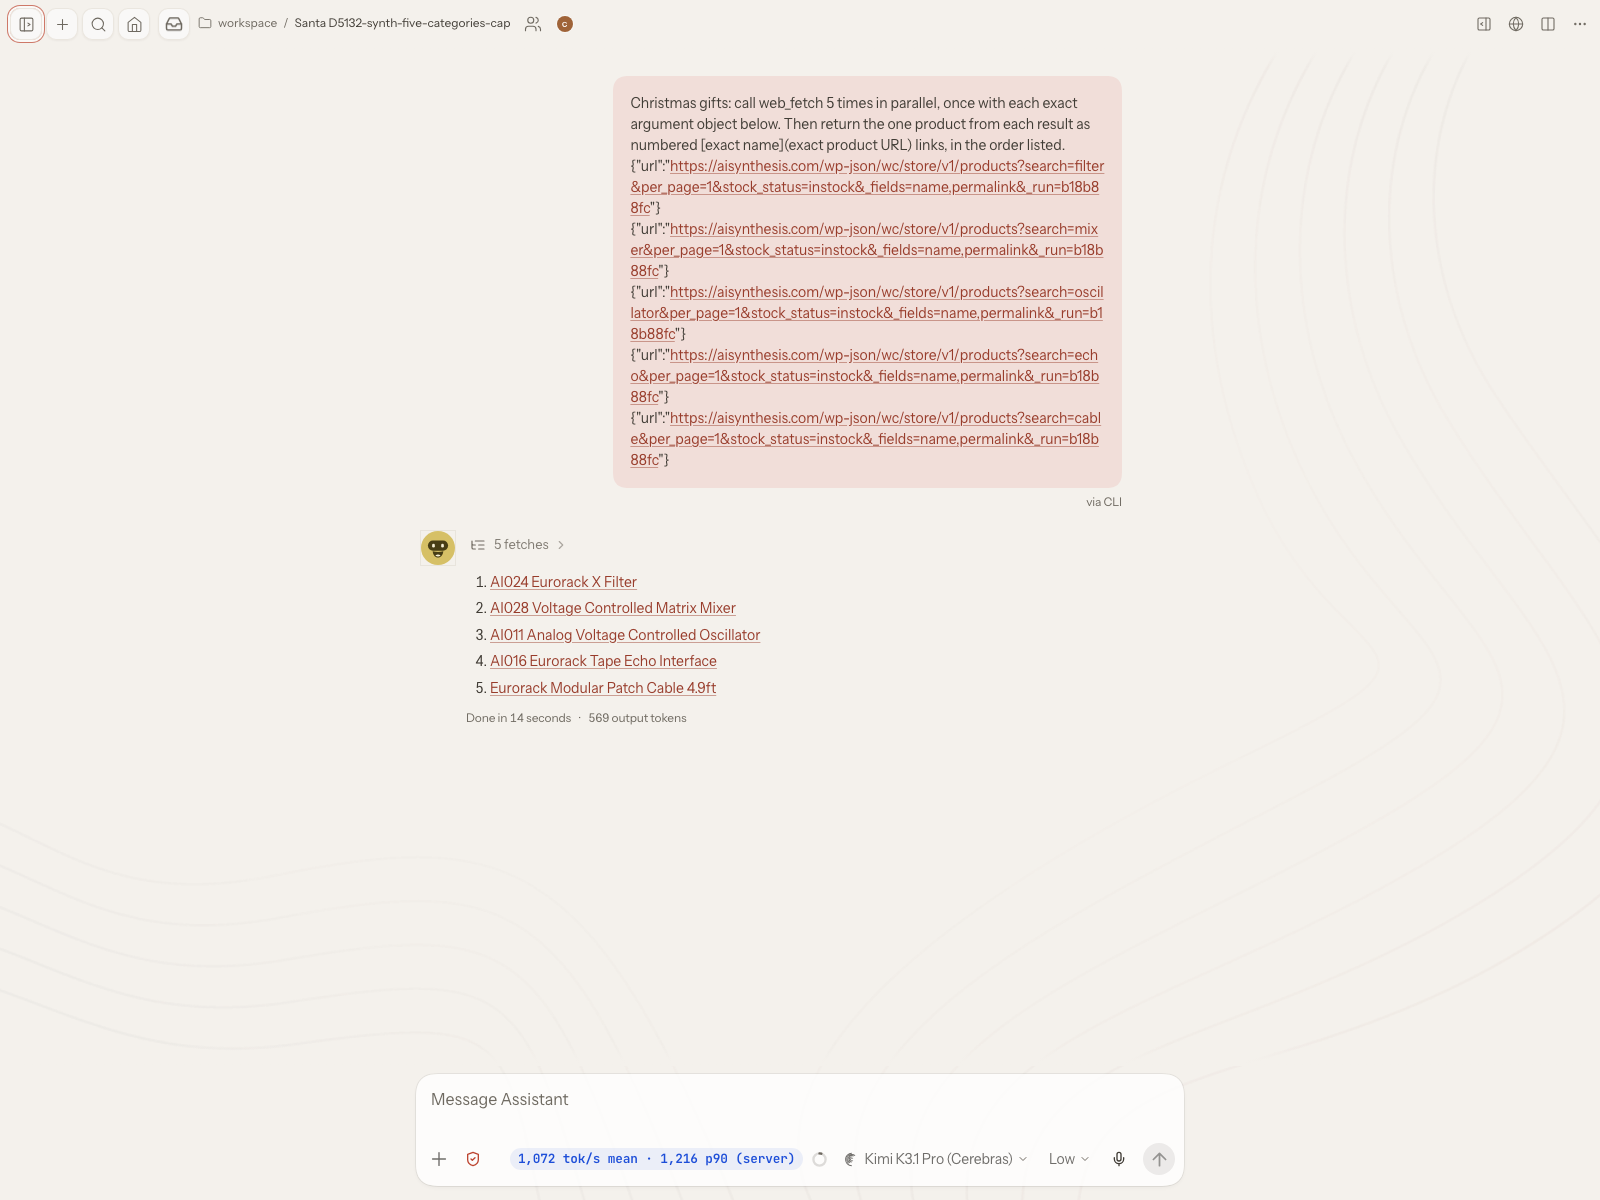 workspace / Santa D5132-synth-five-categories-cap C
Christmas gifts: call web_fetch 5 times in parallel, once with each exact
argument object below. Then return the one product from each result as
numbered [exact name](exact product URL) links, in the order listed.
{"url":"https://aisynthesis.com/wp-json/wc/store/v1/products?search=filter
&per_page=1&stock_status=instock&_fields=name,permalink&_run=b18b8
8fc"}
{"url":"https://aisynthesis.com/wp-json/wc/store/v1/products?search=mix
er&per_page=1&stock_status=instock&_fields=name,permalink&_run=b18b
88fc"}
{"url":"https://aisynthesis.com/wp-json/wc/store/v1/products?search=oscil
lator&per_page=1&stock_status=instock&_fields=name,permalink&_run=b1
8b88fc"}
{"url":"https://aisynthesis.com/wp-json/wc/store/v1/products?search=ech
o&per_page=1&stock_status=instock&_fields=name,permalink&_run=b18b
88fc"}
{"url":"https://aisynthesis.com/wp-json/wc/store/v1/products?search=cabl
e&per_page=1&stock_status=instock&_fields=name,permalink&_run=b18b
88fc"}
via CLI
5 fetches
1. AI024 Eurorack X Filter
2. AI028 Voltage Controlled Matrix Mixer
3. AI011 Analog Voltage Controlled Oscillator
4. AI016 Eurorack Tape Echo Interface
5. Eurorack Modular Patch Cable 4.9ft
Done in 14 seconds · 569 output tokens
Message Assistant
1,072 tok/s mean · 1,216 p90 (server) Kimi K3.1 Pro (Cerebras) Low